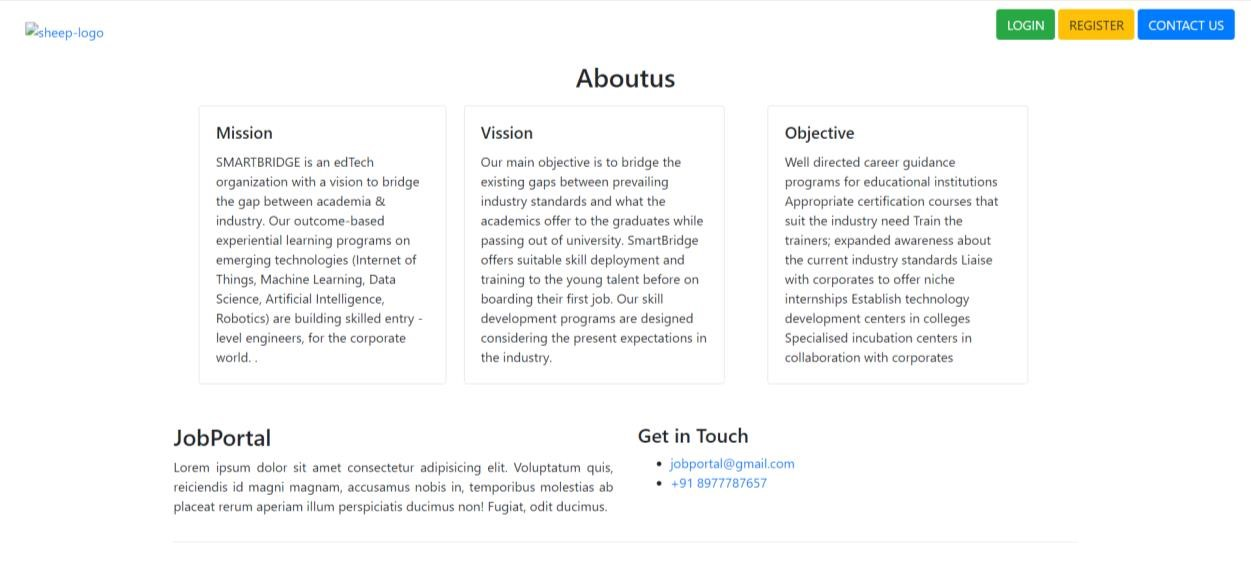 sheep-logo
LOGIN REGISTER CONTACT US
Aboutus
Mission
SMARTBRIDGE is an edTech
organization with a vision to bridge
the gap between academia &
industry. Our outcome-based
experiential learning programs on
emerging technologies (Internet of
Things, Machine Learning, Data
Science, Artificial Intelligence,
Robotics) are building skilled entry -
level engineers, for the corporate
world. .
Vission
Our main objective is to bridge the
existing gaps between prevailing
industry standards and what the
academics offer to the graduates while
passing out of university. SmartBridge
offers suitable skill deployment and
training to the young talent before on
boarding their first job. Our skill
development programs are designed
considering the present expectations in
the industry.
Objective
Well directed career guidance
programs for educational institutions
Appropriate certification courses that
suit the industry need Train the
trainers; expanded awareness about
the current industry standards Liaise
with corporates to offer niche
internships Establish technology
development centers in colleges
Specialised incubation centers in
collaboration with corporates
JobPortal
Lorem ipsum dolor sit amet consectetur adipisicing elit. Voluptatum quis,
reiciendis id magni magnam, accusamus nobis in, temporibus molestias ab
placeat rerum aperiam illum perspiciatis ducimus non! Fugiat, odit ducimus.
Get in Touch
• jobportal@gmail.com
• +91 8977787657